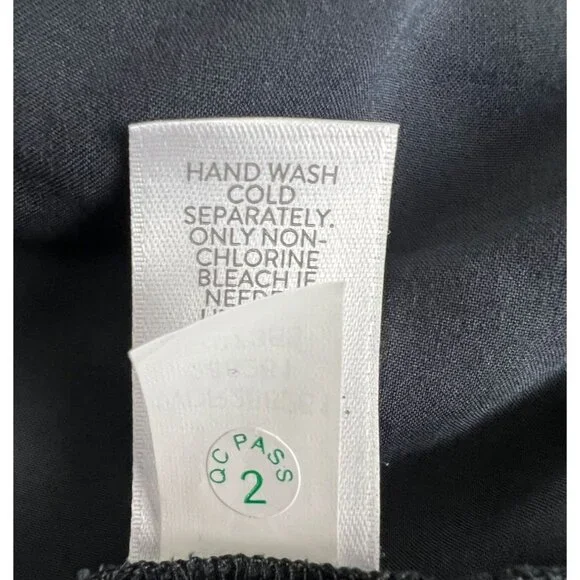 HAND WASH
COLD
SEPARATELY.
ONLY NON-
CHLORINE
BLEACH IF
QC PASS
2